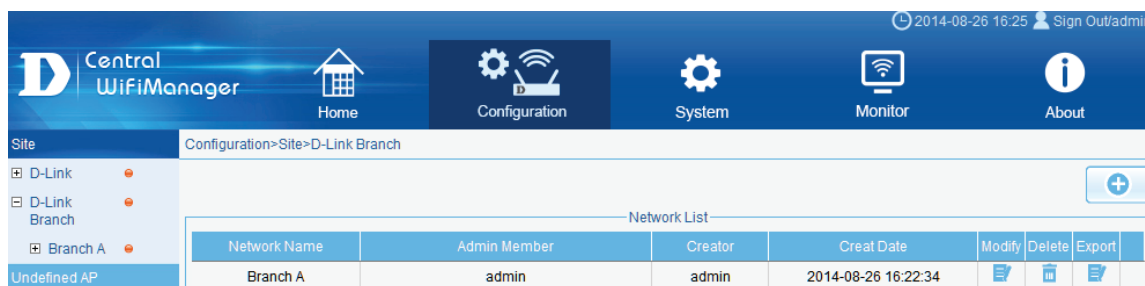 2014-08-26 16:25 Sign Out/admin
D Central
WiFiManager
Home Configuration System Monitor About
D
Site Configuration>Site>D-Link Branch
D-Link
D-Link
Branch
Network List
Branch A
Network Name Admin Member Creator Creat Date Modify Delete Export
Undefined AP Branch A admin admin 2014-08-26 16:22:34